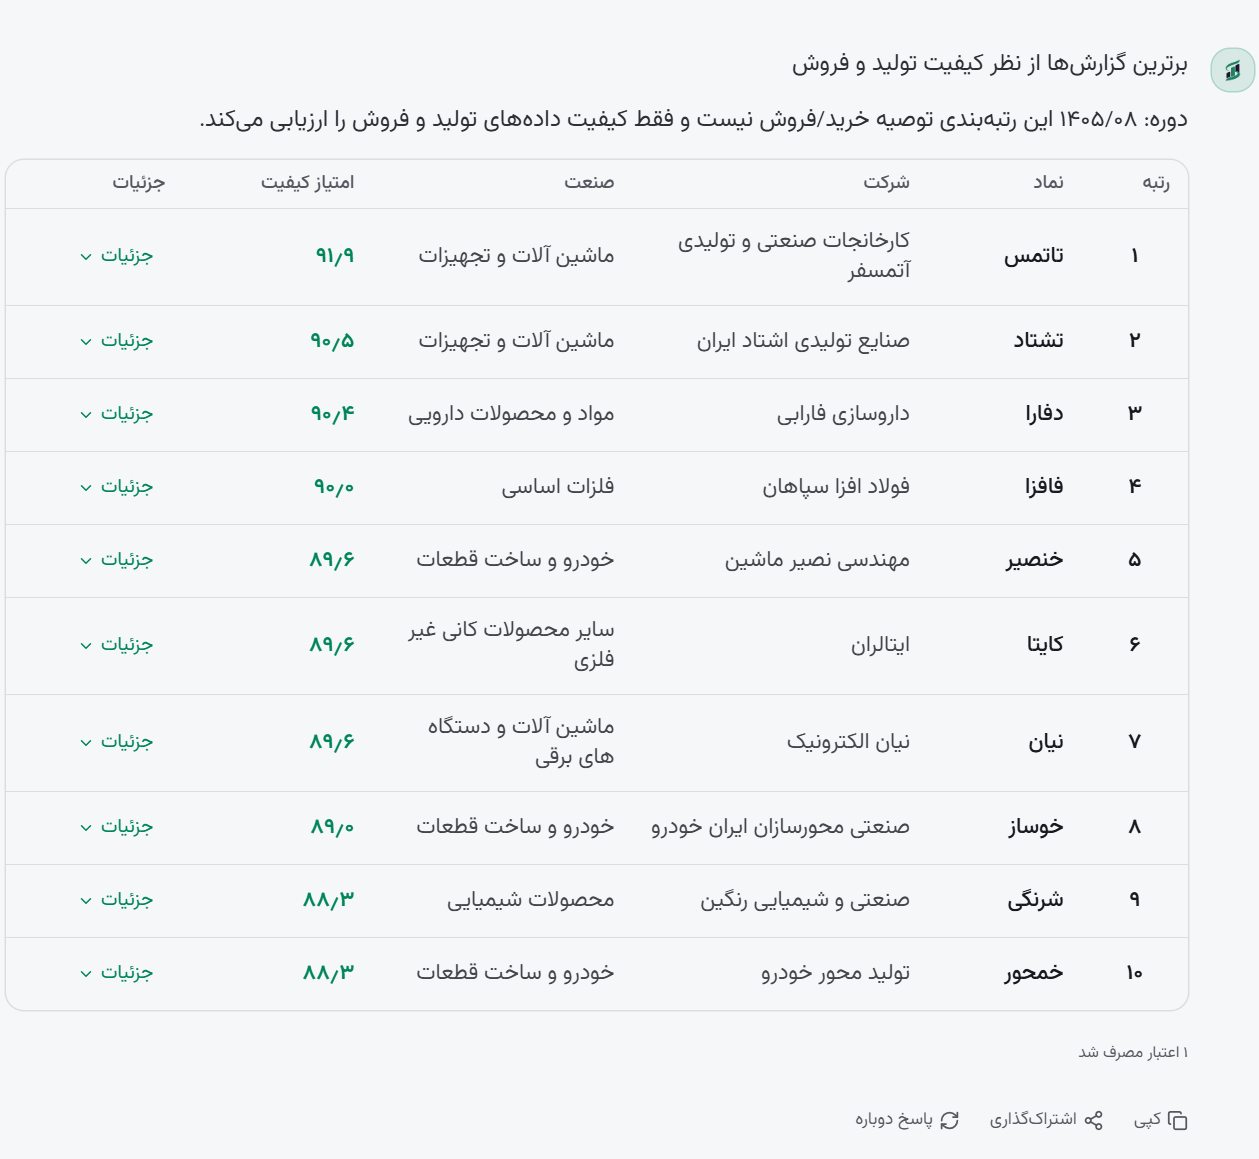 برترین گزارش‌ها از نظر کیفیت تولید و فروش
دوره: ۱۴۰۵/۰۸ این رتبه‌بندی توصیه خرید/فروش نیست و فقط کیفیت داده‌های تولید و فروش را ارزیابی می‌کند.
رتبه نماد شرکت صنعت امتیاز کیفیت جزئیات
۱ تاتمس کارخانجات صنعتی و تولیدی آتمسفر ماشین آلات و تجهیزات ۹۱٫۹ جزئیات
۲ تشتاد صنایع تولیدی اشتاد ایران ماشین آلات و تجهیزات ۹۰٫۵ جزئیات
۳ دفارا داروسازی فارابی مواد و محصولات دارویی ۹۰٫۴ جزئیات
۴ فافزا فولاد افزا سپاهان فلزات اساسی ۹۰٫۰ جزئیات
۵ خنصیر مهندسی نصیر ماشین خودرو و ساخت قطعات ۸۹٫۶ جزئیات
۶ کایتا ایتالران سایر محصولات کانی غیر فلزی ۸۹٫۶ جزئیات
۷ نیان نیان الکترونیک ماشین آلات و دستگاه های برقی ۸۹٫۶ جزئیات
۸ خوساز صنعتی محورسازان ایران خودرو خودرو و ساخت قطعات ۸۹٫۰ جزئیات
۹ شرنگی صنعتی و شیمیایی رنگین محصولات شیمیایی ۸۸٫۳ جزئیات
۱۰ خمحور تولید محور خودرو خودرو و ساخت قطعات ۸۸٫۳ جزئیات
۱ اعتبار مصرف شد
کپی اشتراک‌گذاری پاسخ دوباره